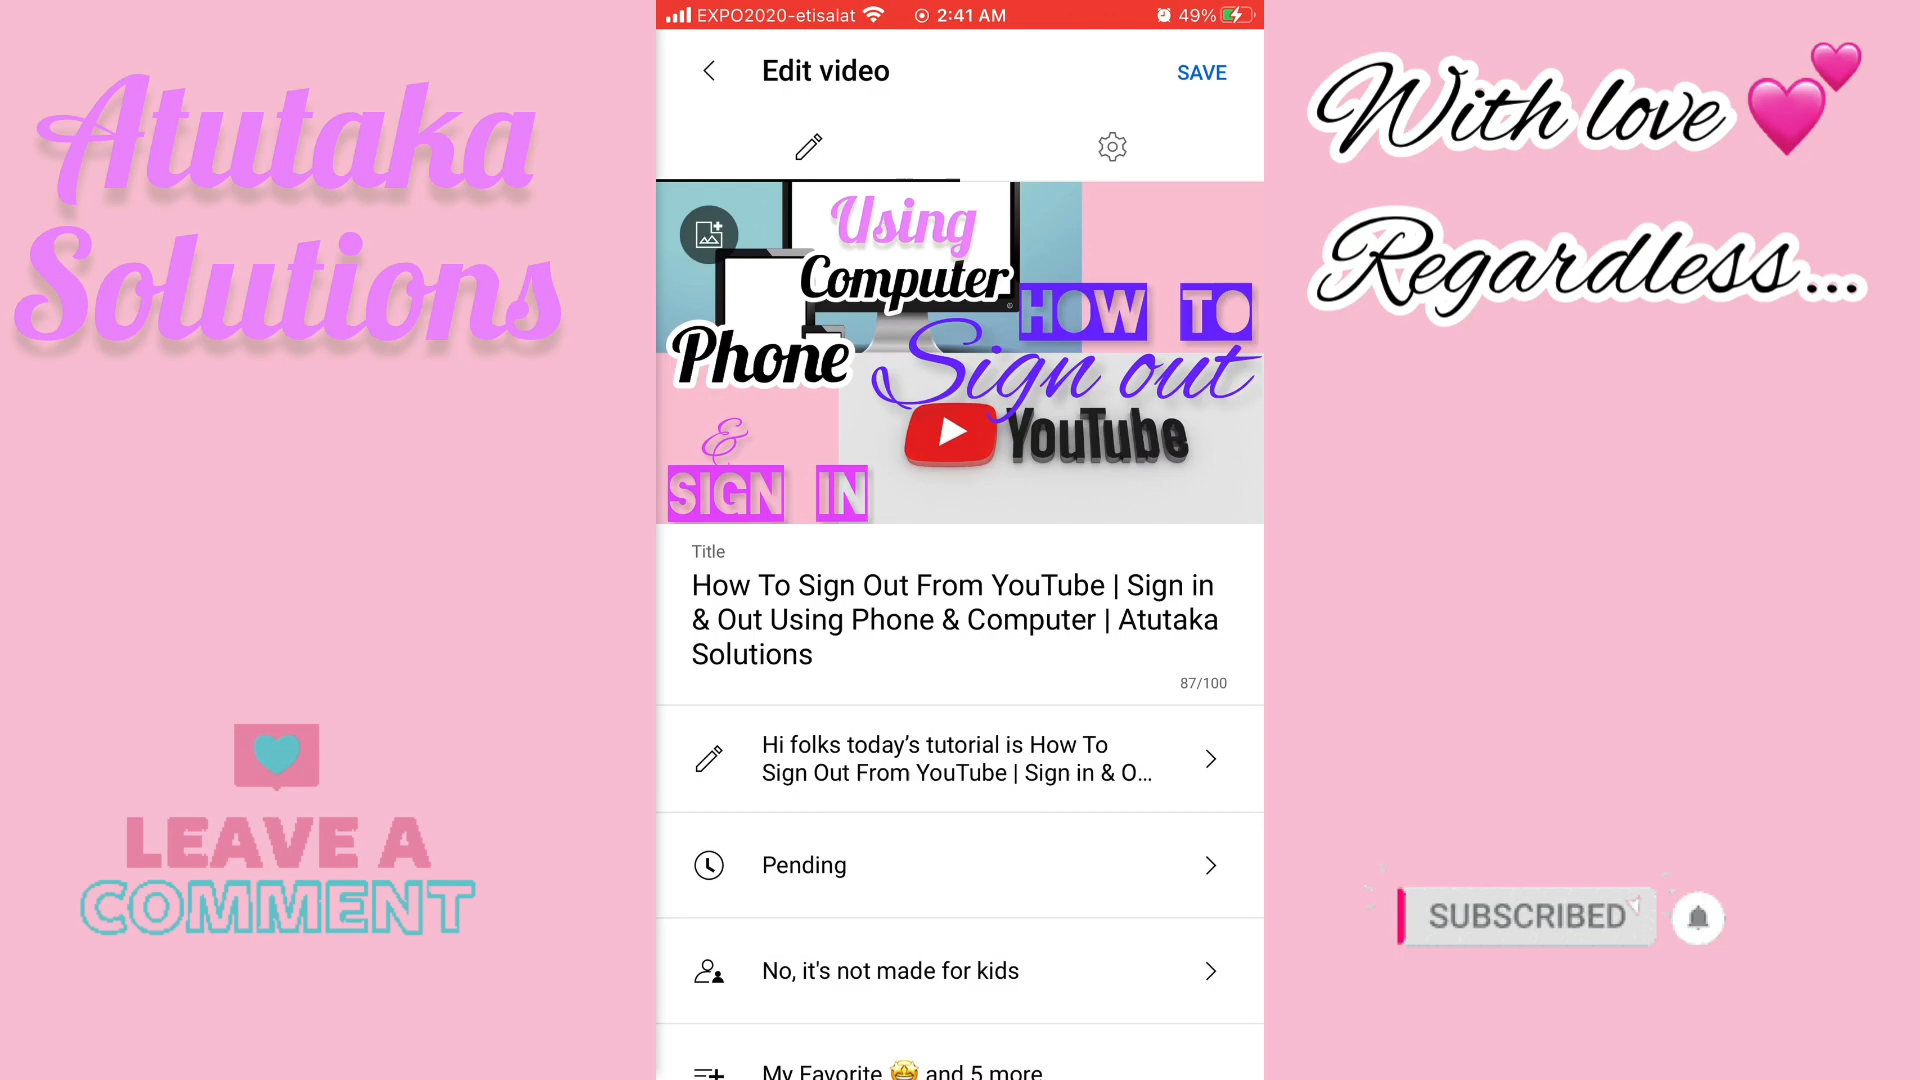 Atutaka
Solutions
EXPO2020-etisalat
2:41 AM
49%
Edit video
SAVE
Using
Computer
Phone
HOW TO
Sign out
YouTube
&
SIGN IN
Title
How To Sign Out From YouTube | Sign in
& Out Using Phone & Computer | Atutaka
Solutions
87/100
Hi folks today’s tutorial is How To
Sign Out From YouTube | Sign in & O...
Pending
No, it's not made for kids
My Favorite 🤩 and 5 more
With love 💕
Regardless...
LEAVE A
COMMENT
SUBSCRIBED